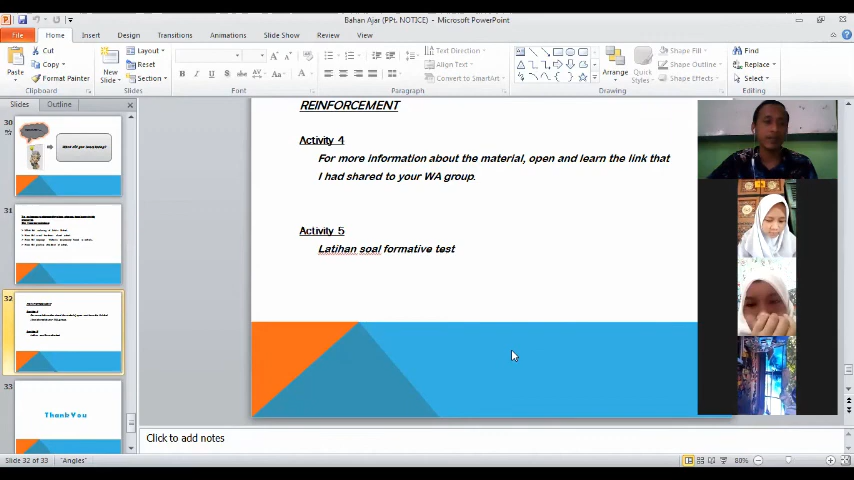 Bahan Ajar (PPt. NOTICE) - Microsoft PowerPoint
File Home Insert Design Transitions Animations Slide Show Review View
Cut
Copy
Format Painter
Paste
Clipboard
New Slide
Layout
Reset
Section
Slides
Font
Text Direction
Align Text
Convert to SmartArt
Paragraph
Arrange
Quick Styles
Shape Fill
Shape Outline
Shape Effects
Drawing
Find
Replace
Select
Editing
Slides Outline
30
31
32
33
Thank You
REINFORCEMENT
Activity 4
For more information about the material, open and learn the link that
I had shared to your WA group.
Activity 5
Latihan soal formative test
Click to add notes
Slide 32 of 33 "Angles" 80%